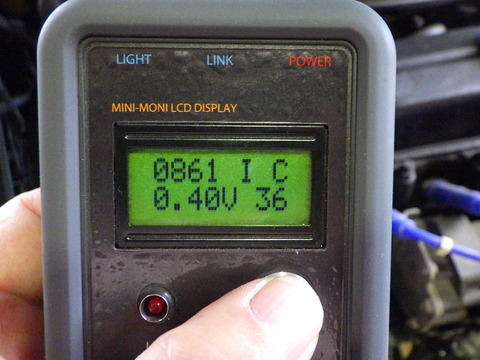 LiGHT LINK POWER
MINI-MONI LCD DISPLAY
0861 I C
0.40V 36